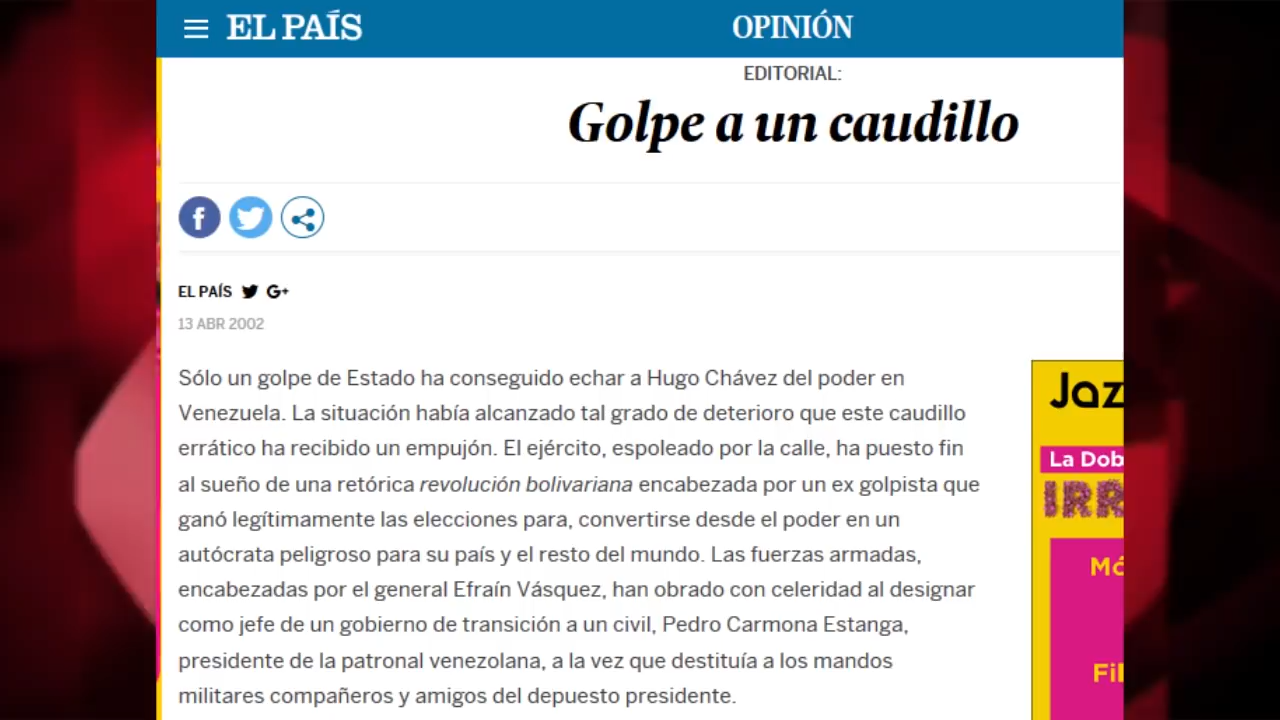 EL PAÍS
OPINIÓN
EDITORIAL:
Golpe a un caudillo
EL PAÍS G+
13 ABR 2002
Sólo un golpe de Estado ha conseguido echar a Hugo Chávez del poder en
Venezuela. La situación había alcanzado tal grado de deterioro que este caudillo
errático ha recibido un empujón. El ejército, espoleado por la calle, ha puesto fin
al sueño de una retórica revolución bolivariana encabezada por un ex golpista que
ganó legítimamente las elecciones para, convertirse desde el poder en un
autócrata peligroso para su país y el resto del mundo. Las fuerzas armadas,
encabezadas por el general Efraín Vásquez, han obrado con celeridad al designar
como jefe de un gobierno de transición a un civil, Pedro Carmona Estanga,
presidente de la patronal venezolana, a la vez que destituía a los mandos
militares compañeros y amigos del depuesto presidente.
Jaz
La Dob
IRR
Mó
Fil